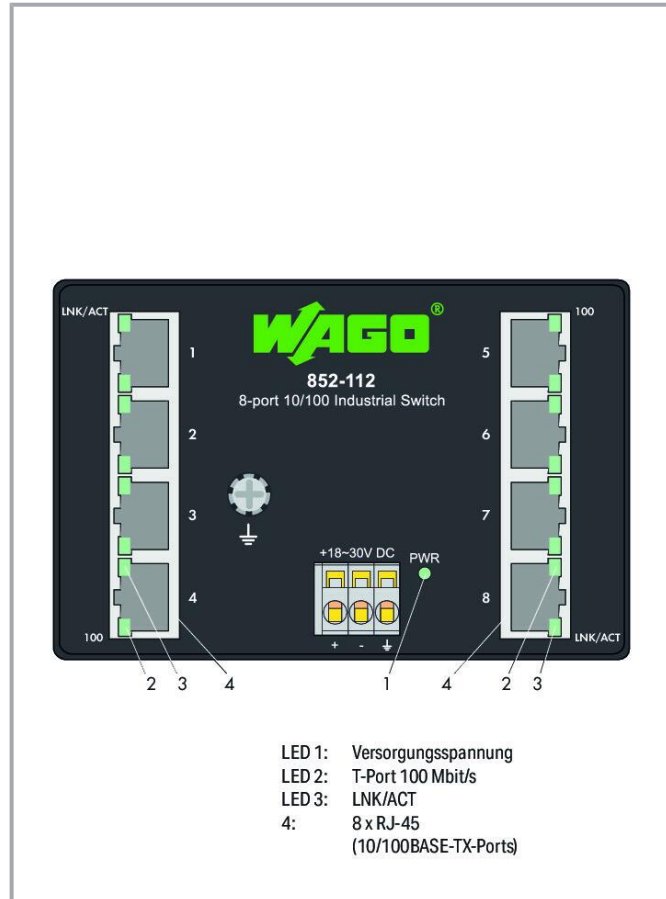 LNK/ACT
100
WAGO®
852-112
8-port 10/100 Industrial Switch
1
2
3
4
5
6
7
8
+18~30V DC
PWR
+ -
100
LNK/ACT
2 3 4 1 4 2 3
LED 1: Versorgungsspannung
LED 2: T-Port 100 Mbit/s
LED 3: LNK/ACT
4: 8 x RJ-45
(10/100BASE-TX-Ports)